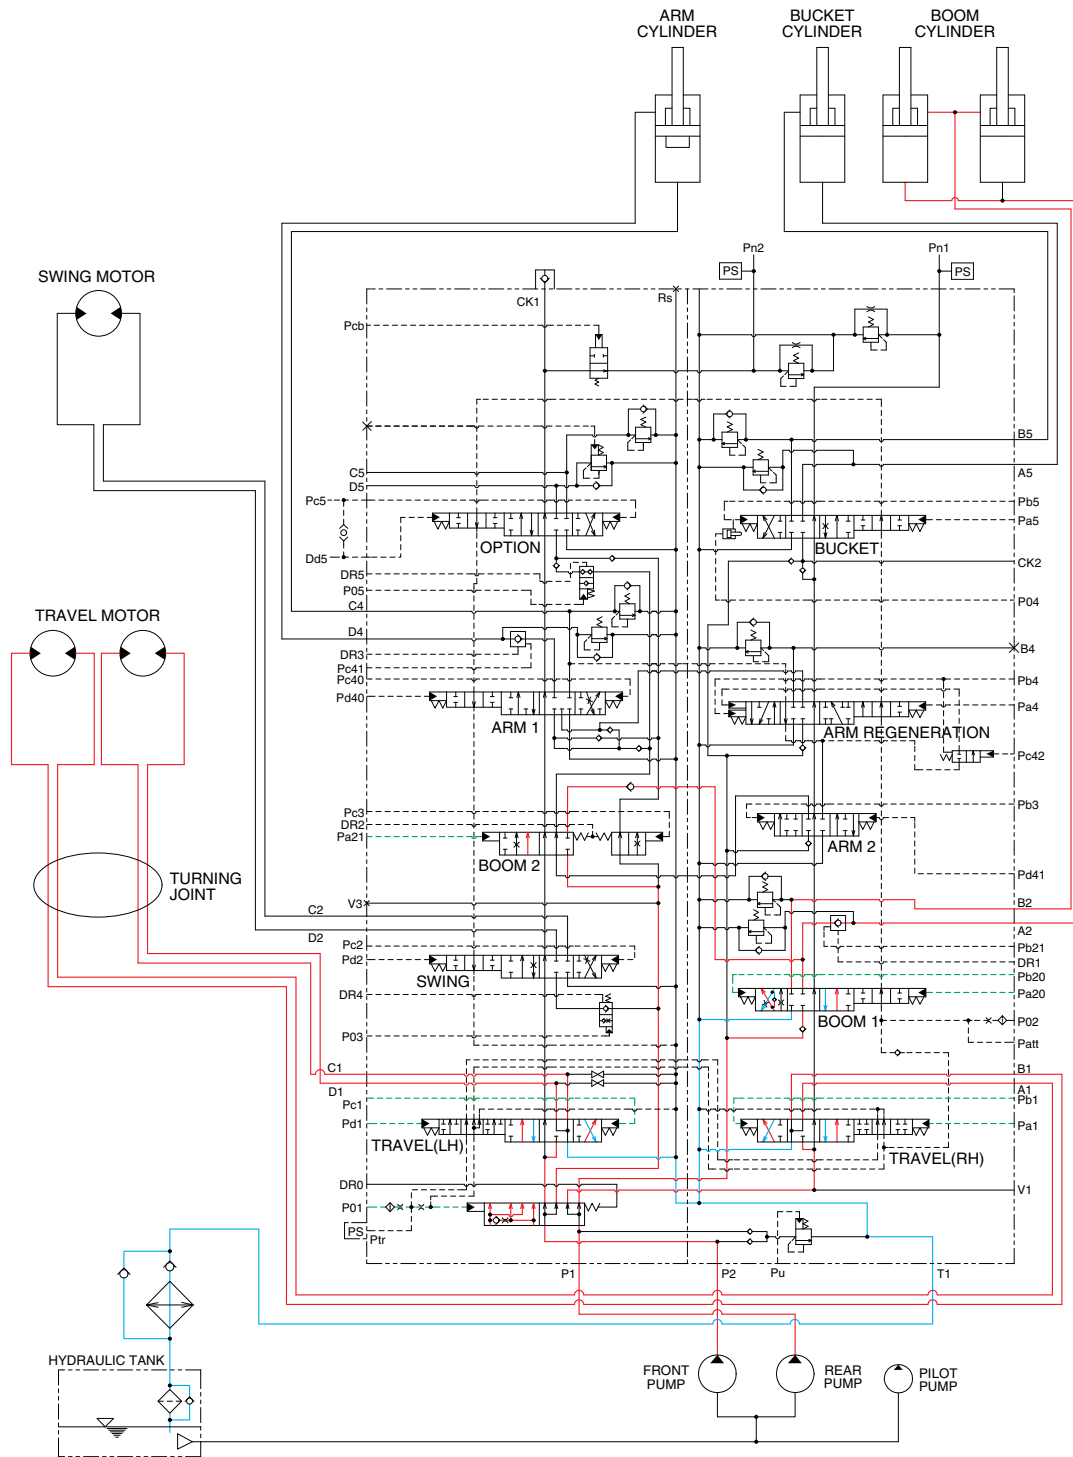 ARM
CYLINDER
BUCKET
CYLINDER
BOOM
CYLINDER
SWING MOTOR
TRAVEL MOTOR
TURNING
JOINT
Pn2
Pn1
PS
PS
CK1
Rs
Pcb
C5
D5
Pc5
Dd5
OPTION
DR5
P05
C4
D4
DR3
Pc41
Pc40
Pd40
ARM 1
Pc3
DR2
Pa21
BOOM 2
V3
C2
D2
Pc2
Pd2
SWING
DR4
P03
C1
D1
Pc1
Pd1
TRAVEL(LH)
DR0
P01
PS
Ptr
B5
A5
Pb5
Pa5
BUCKET
CK2
P04
B4
Pb4
Pa4
ARM REGENERATION
Pc42
Pb3
ARM 2
Pd41
B2
A2
Pb21
DR1
Pb20
Pa20
BOOM 1
P02
Patt
B1
A1
Pb1
Pa1
TRAVEL(RH)
V1
P1
P2
Pu
T1
HYDRAULIC TANK
FRONT
PUMP
REAR
PUMP
PILOT
PUMP